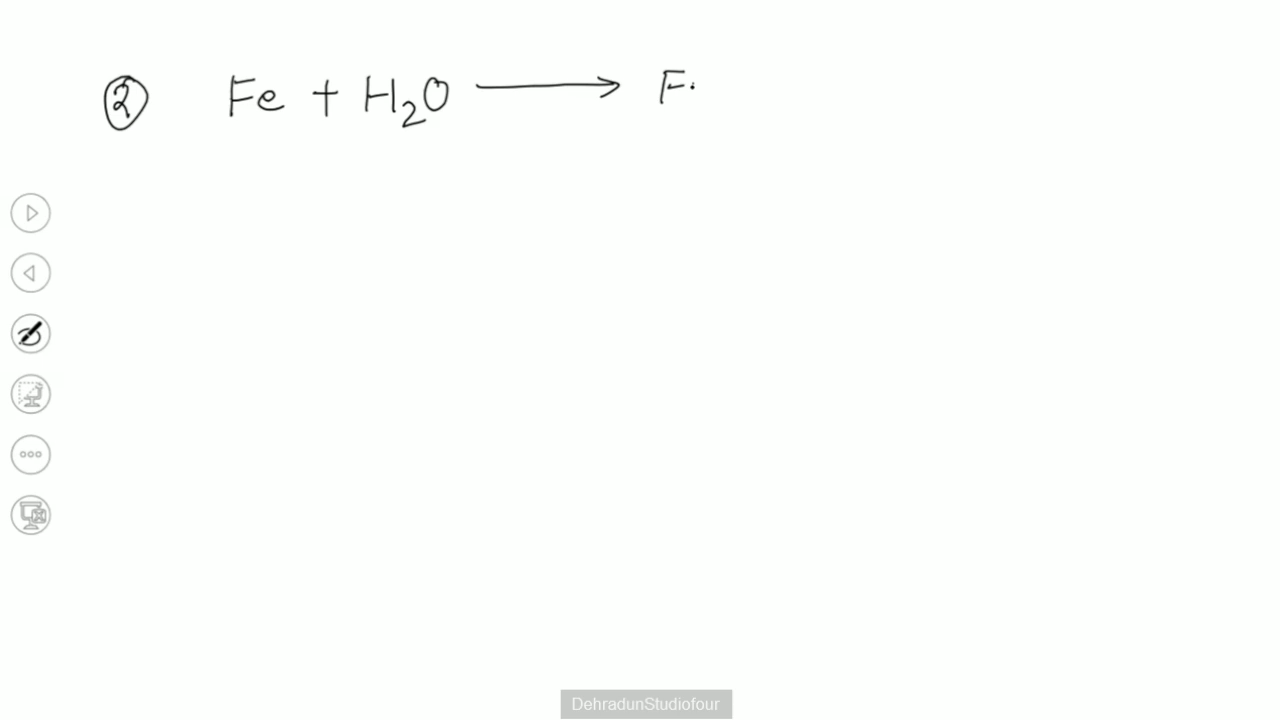 ② Fe + H₂O ⟶ F
DehradunStudiofour